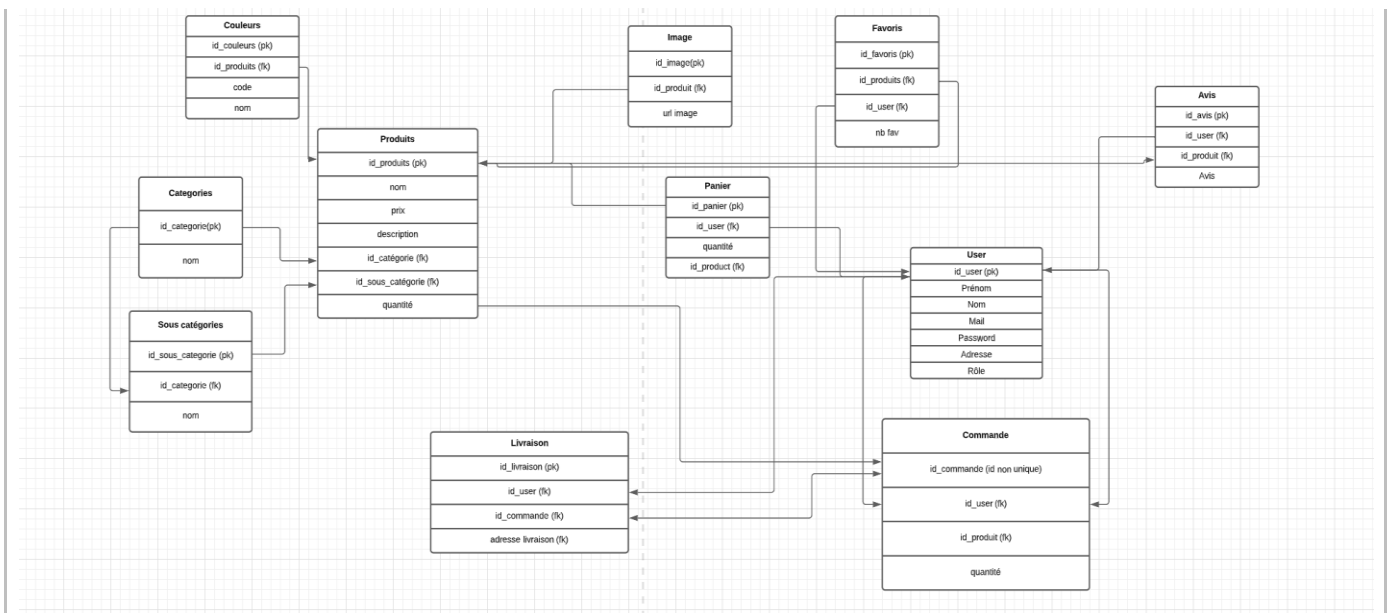 Couleurs
id_couleurs (pk)
id_produits (fk)
code
nom
Image
id_image(pk)
id_produit (fk)
url image
Favoris
id_favoris (pk)
id_produits (fk)
id_user (fk)
nb fav
Avis
id_avis (pk)
id_user (fk)
id_produit (fk)
Avis
Produits
id_produits (pk)
nom
prix
description
id_catégorie (fk)
id_sous_catégorie (fk)
quantité
Categories
id_categorie(pk)
nom
Panier
id_panier (pk)
id_user (fk)
quantité
id_product (fk)
User
id_user (pk)
Prénom
Nom
Mail
Password
Adresse
Rôle
Sous catégories
id_sous_categorie (pk)
id_categorie (fk)
nom
Livraison
id_livraison (pk)
id_user (fk)
id_commande (fk)
adresse livraison (fk)
Commande
id_commande (id non unique)
id_user (fk)
id_produit (fk)
quantité